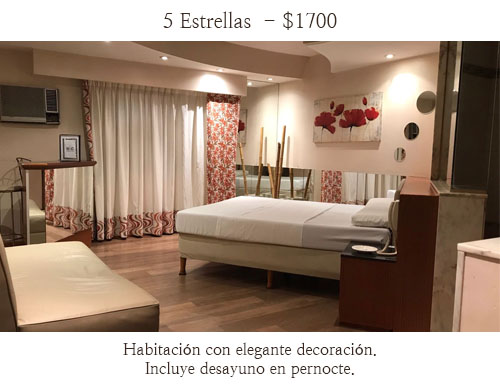 5 Estrellas - $1700
Habitación con elegante decoración.
Incluye desayuno en pernocte.